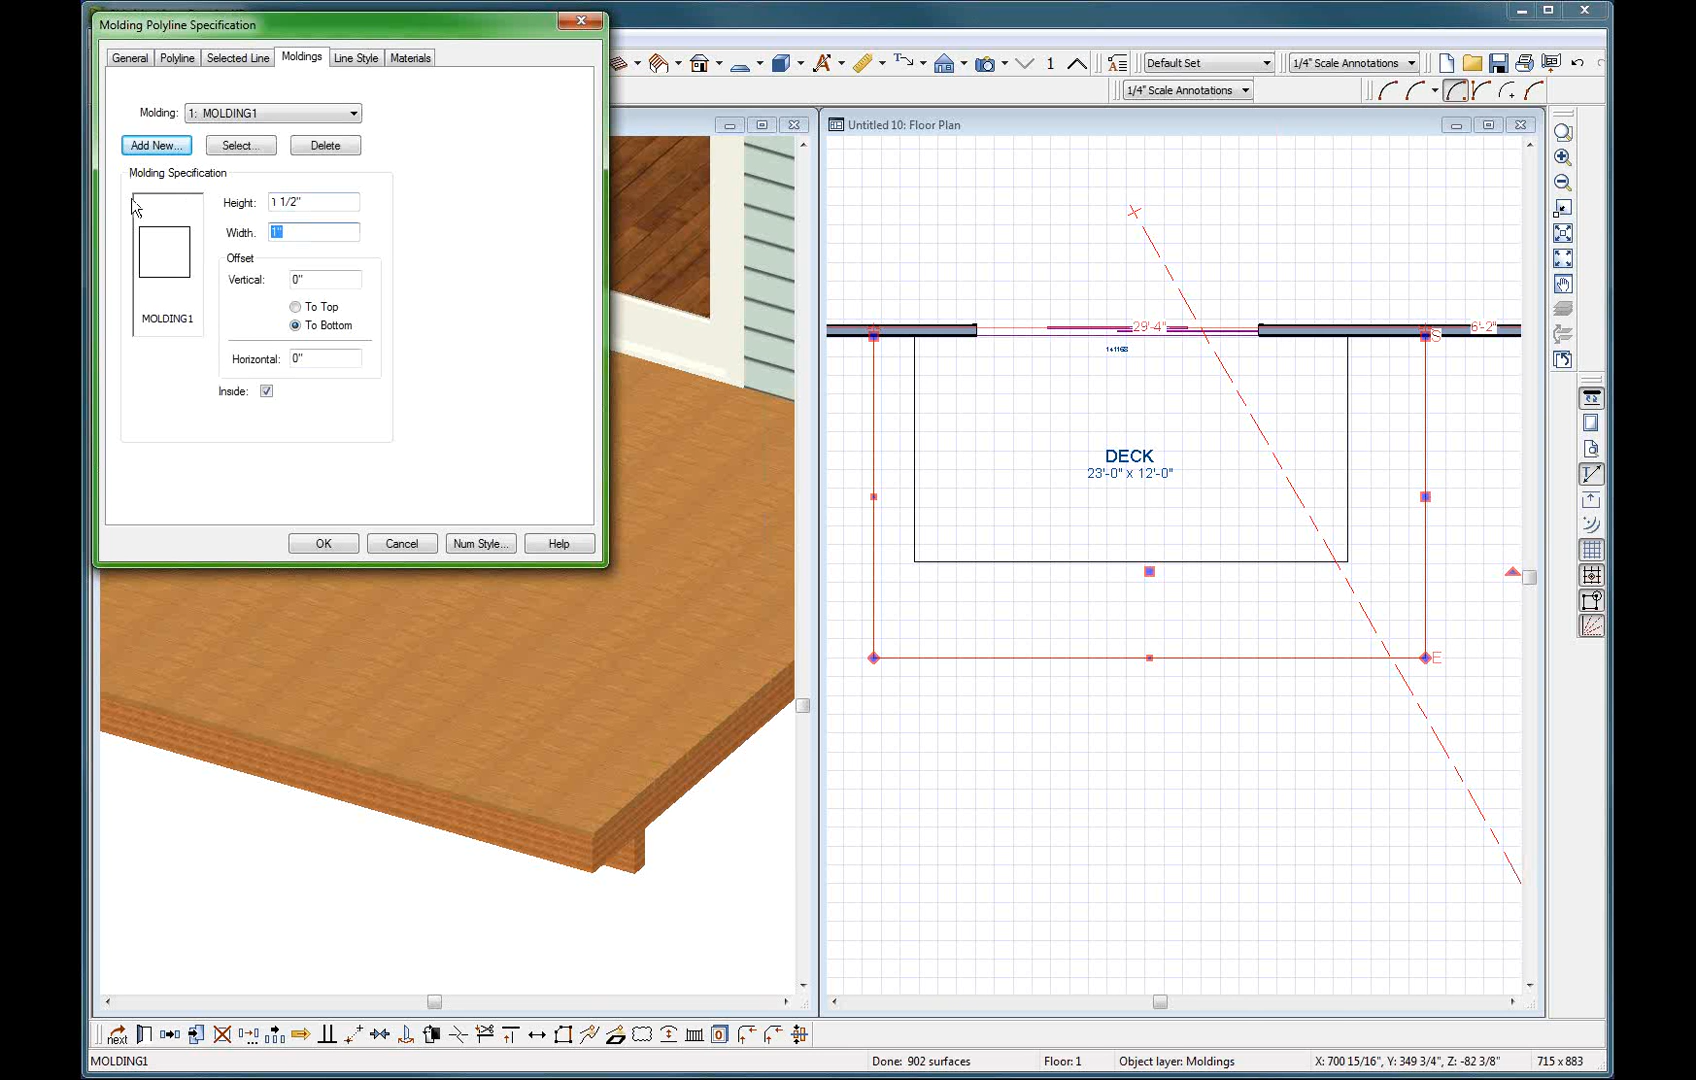 Molding Polyline Specification
General Polyline Selected Line Moldings Line Style Materials
Molding: 1: MOLDING1
Add New... Select... Delete
Molding Specification
Height: 1 1/2"
Width: 1"
Offset
Vertical: 0"
To Top
To Bottom
MOLDING1
Horizontal: 0"
Inside:
OK Cancel Num Style... Help
1 Default Set 1/4" Scale Annotations
1/4" Scale Annotations
Untitled 10: Floor Plan
29'-4" 6'-2"
S
DECK
23'-0" x 12'-0"
E
next
MOLDING1 Done: 902 surfaces Floor: 1 Object layer: Moldings X: 700 15/16", Y: 349 3/4", Z: -82 3/8" 715 x 883